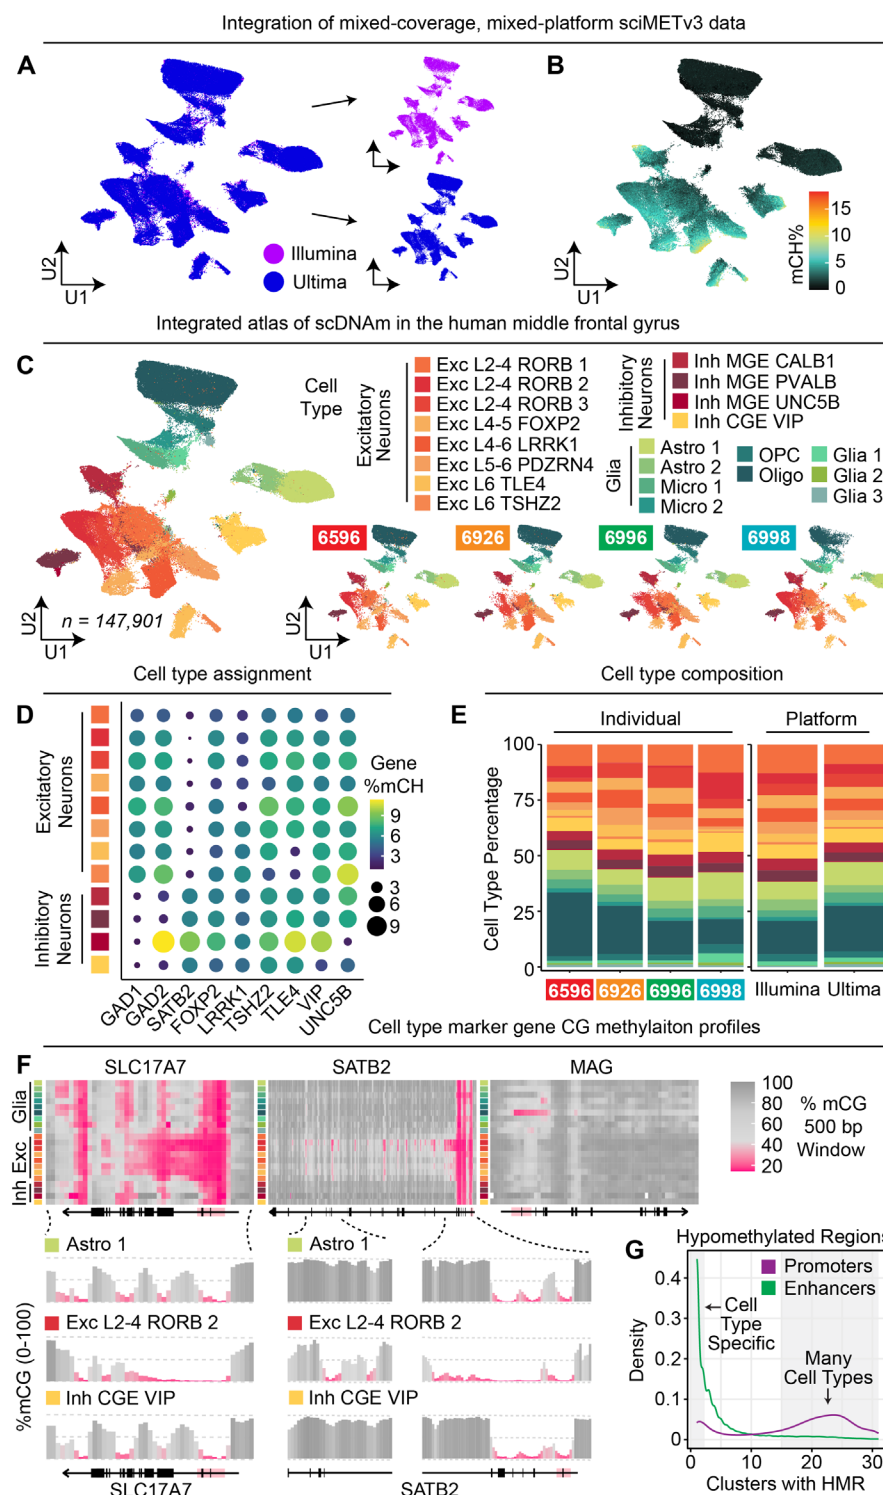 Integration of mixed-coverage, mixed-platform sciMETv3 data
A
B
Illumina
Ultima
U2
U1
mCH%
15
10
5
0
Integrated atlas of scDNAm in the human middle frontal gyrus
C
Cell
Type
Excitatory
Neurons
Exc L2-4 RORB 1
Exc L2-4 RORB 2
Exc L2-4 RORB 3
Exc L4-5 FOXP2
Exc L4-6 LRRK1
Exc L5-6 PDZRN4
Exc L6 TLE4
Exc L6 TSHZ2
Inhibitory
Neurons
Inh MGE CALB1
Inh MGE PVALB
Inh MGE UNC5B
Inh CGE VIP
Glia
Astro 1
Astro 2
Micro 1
Micro 2
OPC
Oligo
Glia 1
Glia 2
Glia 3
6596
6926
6996
6998
n = 147,901
U2
U1
U2
U1
Cell type assignment
Cell type composition
D
Excitatory
Neurons
Inhibitory
Neurons
Gene
%mCH
9
6
3
3
6
9
GAD1
GAD2
SATB2
FOXP2
LRRK1
TSHZ2
TLE4
VIP
UNC5B
E
Individual
Platform
Cell Type Percentage
100
75
50
25
0
6596
6926
6996
6998
Illumina
Ultima
Cell type marker gene CG methylaiton profiles
F
SLC17A7
SATB2
MAG
Glia
Exc
Inh
100
80
60
40
20
% mCG
500 bp
Window
Astro 1
Astro 1
Exc L2-4 RORB 2
Exc L2-4 RORB 2
Inh CGE VIP
Inh CGE VIP
%mCG (0-100)
SLC17A7
SATB2
G
Hypomethylated Regions
Promoters
Enhancers
Cell
Type
Specific
Many
Cell Types
Density
0.4
0.3
0.2
0.1
0
0
10
20
30
Clusters with HMR